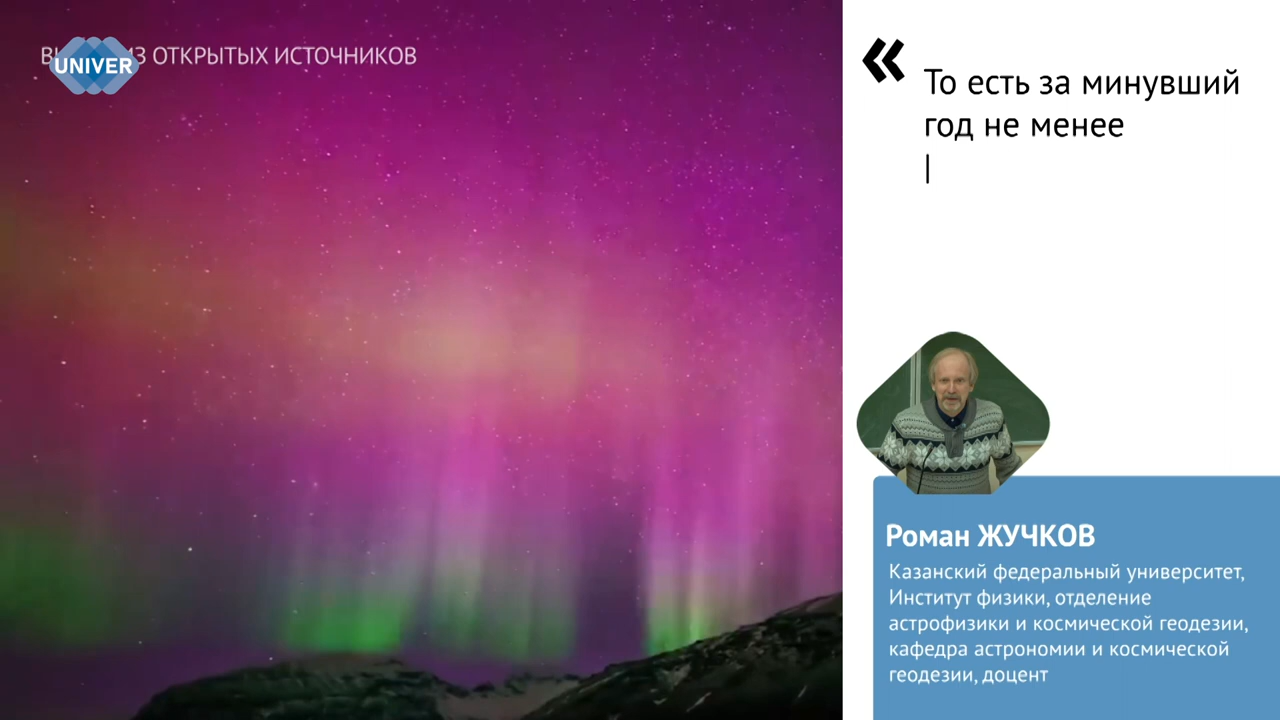 ИЗ ОТКРЫТЫХ ИСТОЧНИКОВ
UNIVER
«
То есть за минувший
год не менее
Роман ЖУЧКОВ
Казанский федеральный университет,
Институт физики, отделение
астрофизики и космической геодезии,
кафедра астрономии и космической
геодезии, доцент